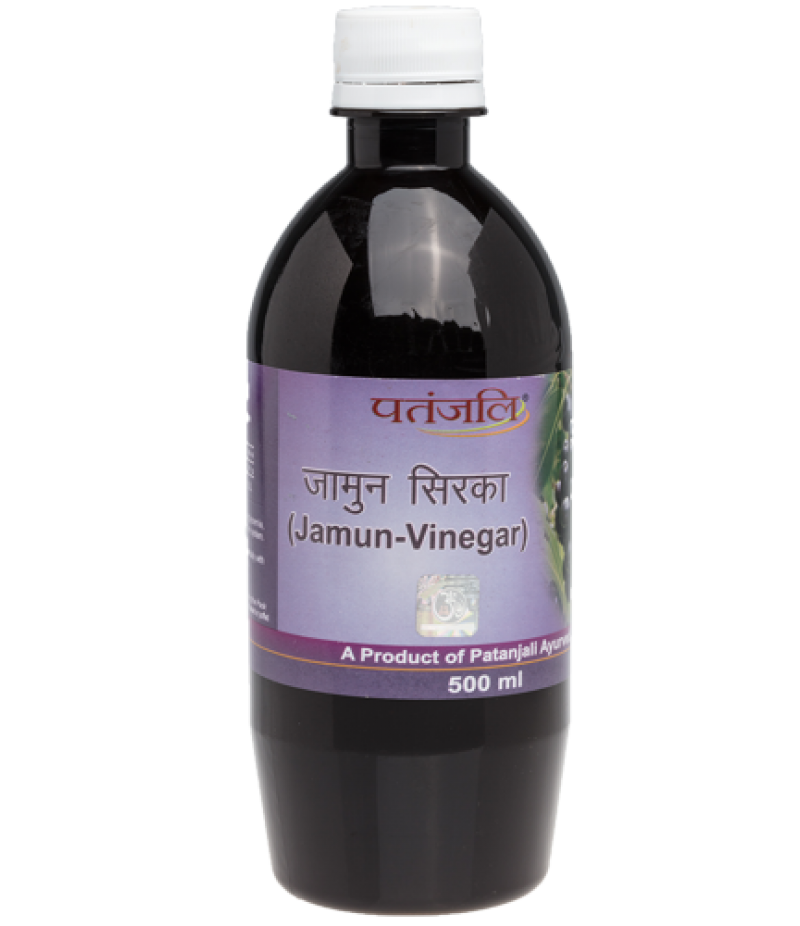 पतंजलि®
जामुन सिरका
(Jamun-Vinegar)
A Product of Patanjali
500 ml